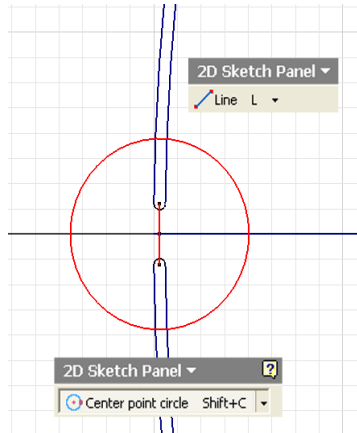 2D Sketch Panel
Line L
2D Sketch Panel ?
Center point circle Shift+C